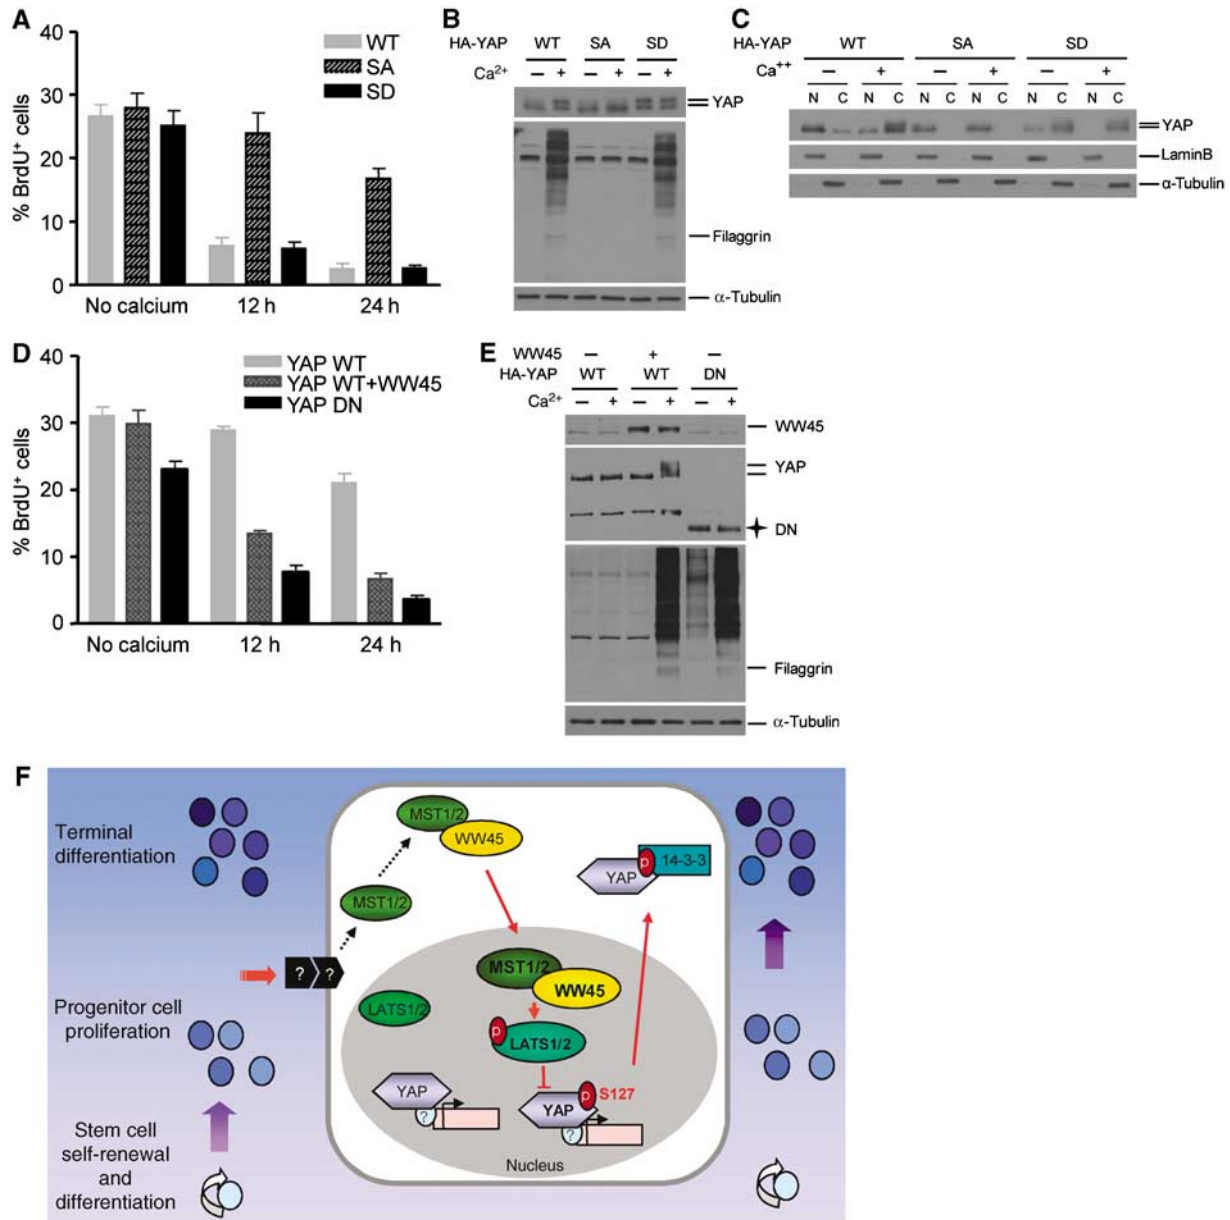 A
% BrdU⁺ cells
40
30
20
10
0
WT
SA
SD
No calcium
12 h
24 h
B
HA-YAP
WT
SA
SD
Ca²⁺
– + – + – +
YAP
Filaggrin
α-Tubulin
C
HA-YAP
WT
SA
SD
Ca⁺⁺
– + – + – +
N C N C N C N C N C N C
YAP
LaminB
α-Tubulin
D
% BrdU⁺ cells
40
30
20
10
0
YAP WT
YAP WT+WW45
YAP DN
No calcium
12 h
24 h
E
WW45
– + –
HA-YAP
WT
WT
DN
Ca²⁺
– + – + – +
WW45
YAP
DN
Filaggrin
α-Tubulin
F
Terminal
differentiation
Progenitor cell
proliferation
Stem cell
self-renewal
and
differentiation
MST1/2
WW45
MST1/2
? ?
LATS1/2
YAP
?
MST1/2
WW45
p
LATS1/2
YAP
p
S127
?
Nucleus
YAP
p
14-3-3